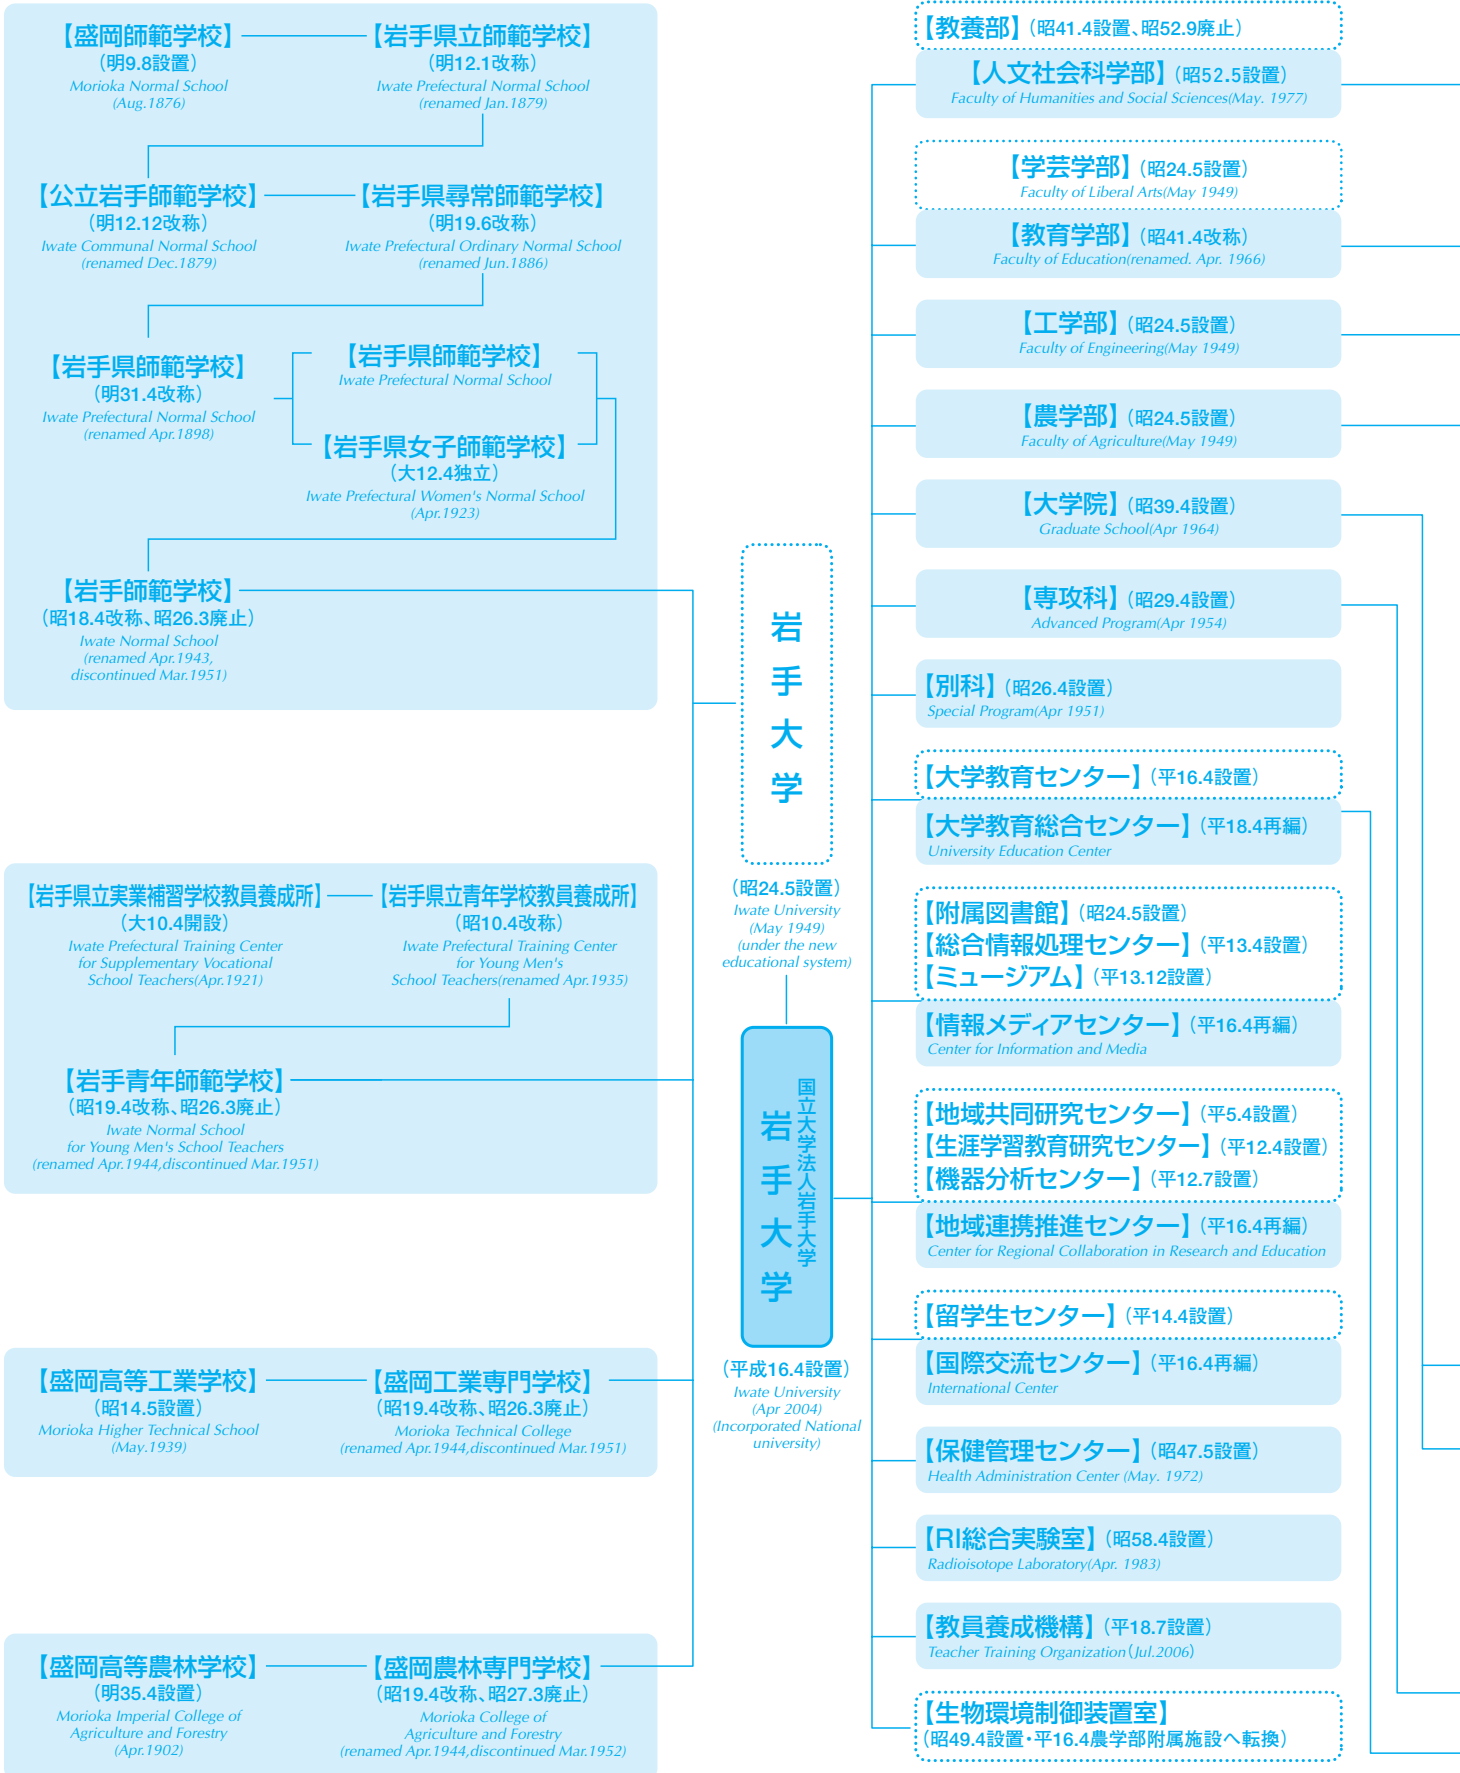 【盛岡師範学校】
（明9.8設置）
Morioka Normal School
(Aug.1876)
【岩手県立師範学校】
（明12.1改称）
Iwate Prefectural Normal School
(renamed Jan.1879)
【公立岩手師範学校】
（明12.12改称）
Iwate Communal Normal School
(renamed Dec.1879)
【岩手県尋常師範学校】
（明19.6改称）
Iwate Prefectural Ordinary Normal School
(renamed Jun.1886)
【岩手県師範学校】
（明31.4改称）
Iwate Prefectural Normal School
(renamed Apr.1898)
【岩手県師範学校】
Iwate Prefectural Normal School
【岩手県女子師範学校】
（大12.4独立）
Iwate Prefectural Women's Normal School
(Apr.1923)
【岩手師範学校】
（昭18.4改称、昭26.3廃止）
Iwate Normal School
(renamed Apr.1943,
discontinued Mar.1951)
【岩手県立実業補習学校教員養成所】
（大10.4開設）
Iwate Prefectural Training Center
for Supplementary Vocational
School Teachers(Apr.1921)
【岩手県立青年学校教員養成所】
（昭10.4改称）
Iwate Prefectural Training Center
for Young Men's
School Teachers(renamed Apr.1935)
【岩手青年師範学校】
（昭19.4改称、昭26.3廃止）
Iwate Normal School
for Young Men's School Teachers
(renamed Apr.1944,discontinued Mar.1951)
【盛岡高等工業学校】
（昭14.5設置）
Morioka Higher Technical School
(May.1939)
【盛岡工業専門学校】
（昭19.4改称、昭26.3廃止）
Morioka Technical College
(renamed Apr.1944,discontinued Mar.1951)
【盛岡高等農林学校】
（明35.4設置）
Morioka Imperial College of
Agriculture and Forestry
(Apr.1902)
【盛岡農林専門学校】
（昭19.4改称、昭27.3廃止）
Morioka College of
Agriculture and Forestry
(renamed Apr.1944,discontinued Mar.1952)
岩手大学
（昭24.5設置）
Iwate University
(May 1949)
(under the new
educational system)
国立大学法人岩手大学
岩手大学
（平成16.4設置）
Iwate University
(Apr 2004)
(Incorporated National
university)
【教養部】（昭41.4設置、昭52.9廃止）
【人文社会科学部】（昭52.5設置）
Faculty of Humanities and Social Sciences(May. 1977)
【学芸学部】（昭24.5設置）
Faculty of Liberal Arts(May 1949)
【教育学部】（昭41.4改称）
Faculty of Education(renamed. Apr. 1966)
【工学部】（昭24.5設置）
Faculty of Engineering(May 1949)
【農学部】（昭24.5設置）
Faculty of Agriculture(May 1949)
【大学院】（昭39.4設置）
Graduate School(Apr 1964)
【専攻科】（昭29.4設置）
Advanced Program(Apr 1954)
【別科】（昭26.4設置）
Special Program(Apr 1951)
【大学教育センター】（平16.4設置）
【大学教育総合センター】（平18.4再編）
University Education Center
【附属図書館】（昭24.5設置）
【総合情報処理センター】（平13.4設置）
【ミュージアム】（平13.12設置）
【情報メディアセンター】（平16.4再編）
Center for Information and Media
【地域共同研究センター】（平5.4設置）
【生涯学習教育研究センター】（平12.4設置）
【機器分析センター】（平12.7設置）
【地域連携推進センター】（平16.4再編）
Center for Regional Collaboration in Research and Education
【留学生センター】（平14.4設置）
【国際交流センター】（平16.4再編）
International Center
【保健管理センター】（昭47.5設置）
Health Administration Center (May. 1972)
【RI総合実験室】（昭58.4設置）
Radioisotope Laboratory(Apr. 1983)
【教員養成機構】（平18.7設置）
Teacher Training Organization（Jul.2006）
【生物環境制御装置室】
（昭49.4設置・平16.4農学部附属施設へ転換）